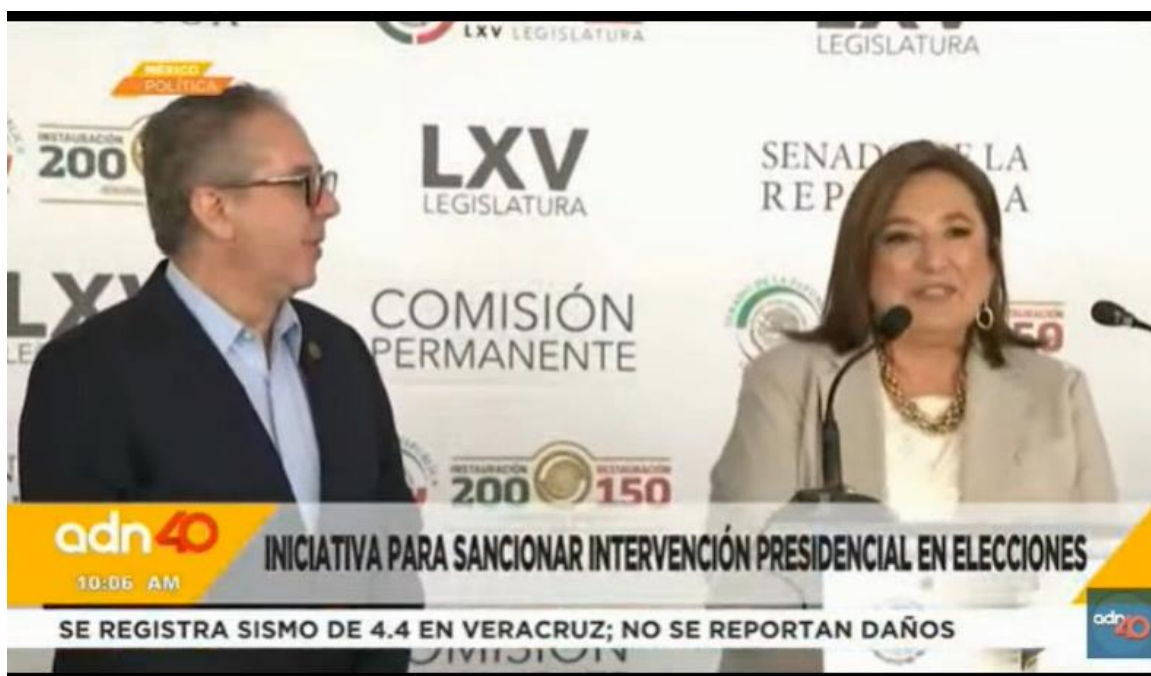 LXV LEGISLATURA
LEGISLATURA
MÉXICO
POLÍTICA
INSTAURACIÓN
200
LXV
LEGISLATURA
SENAD LA
REP A
LXV
COMISIÓN
PERMANENTE
INSTAURACIÓN
200
RESTAURACIÓN
150
adn40
10:06 AM
INICIATIVA PARA SANCIONAR INTERVENCIÓN PRESIDENCIAL EN ELECCIONES
SE REGISTRA SISMO DE 4.4 EN VERACRUZ; NO SE REPORTAN DAÑOS
adn40